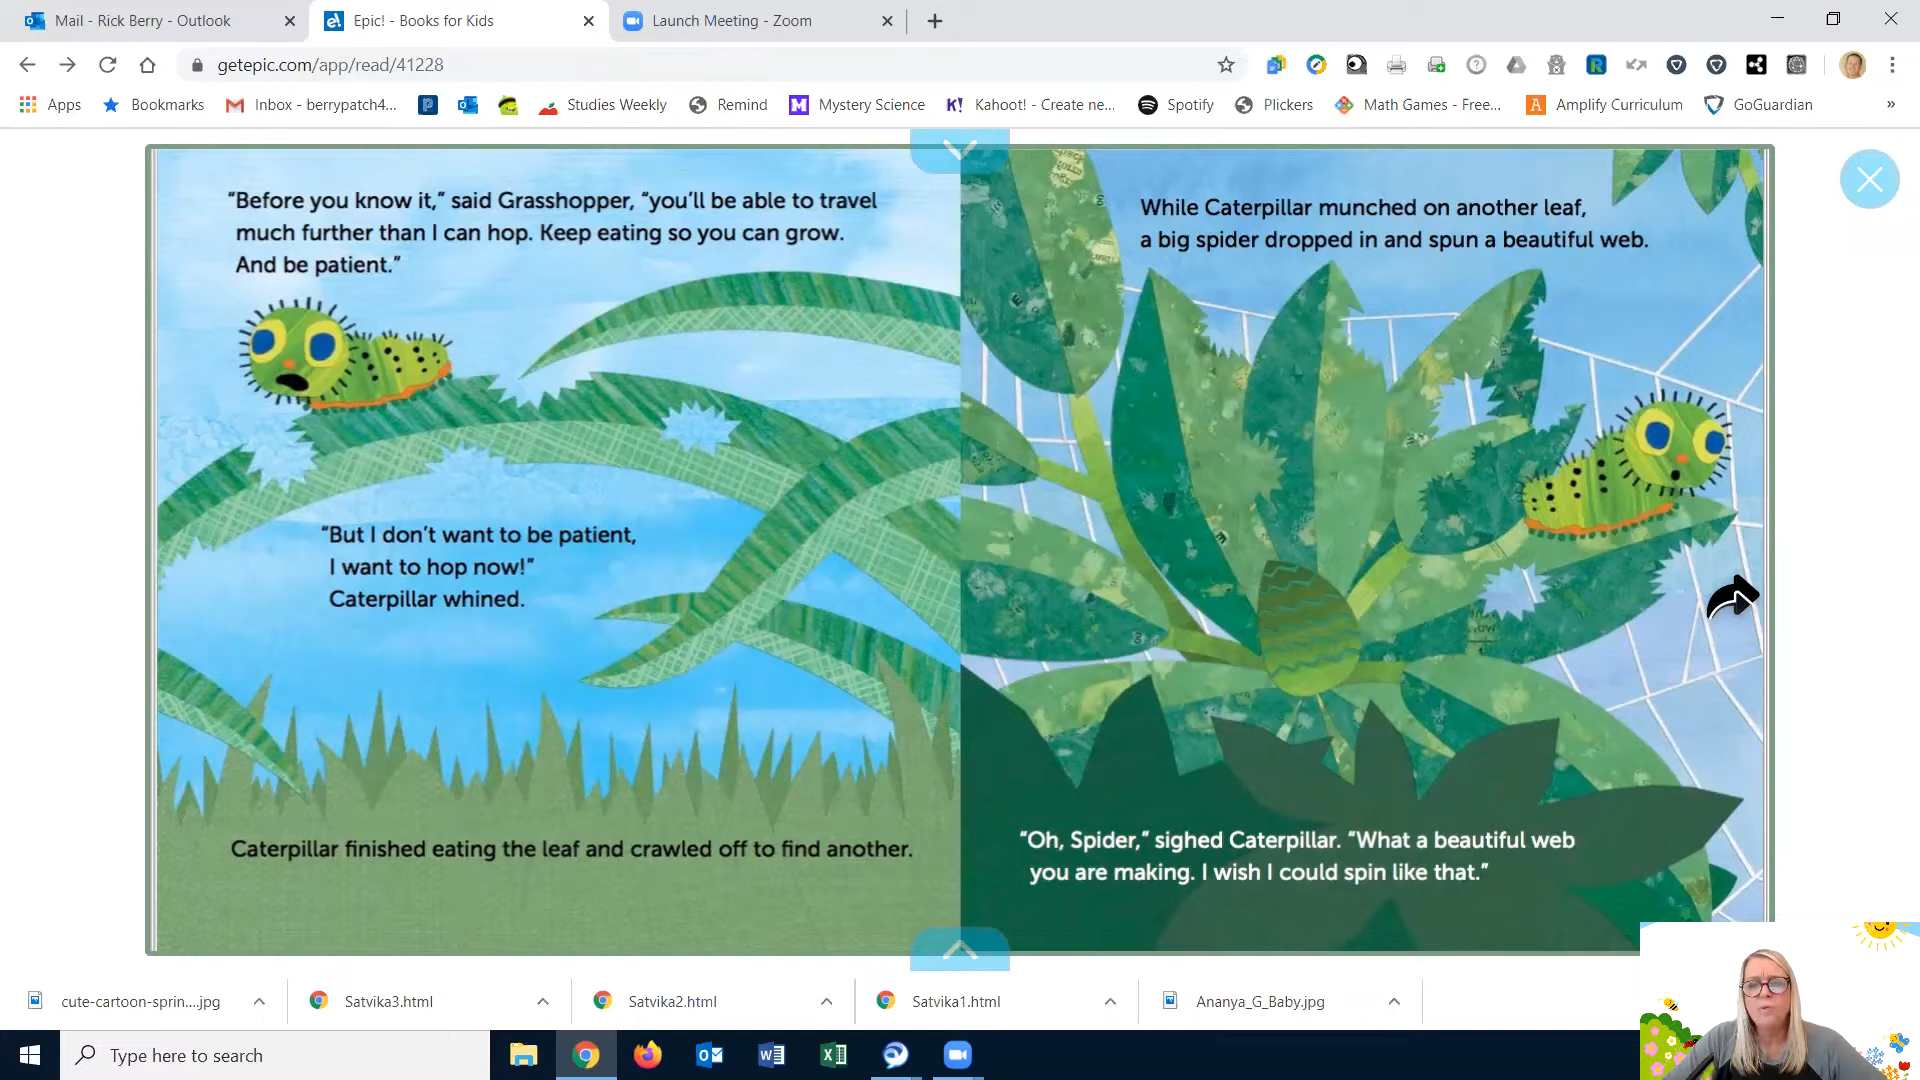 Mail - Rick Berry - Outlook
Epic! - Books for Kids
Launch Meeting - Zoom
getepic.com/app/read/41228
Apps
Bookmarks
Inbox - berrypatch4...
Studies Weekly
Remind
Mystery Science
Kahoot! - Create ne...
Spotify
Plickers
Math Games - Free...
Amplify Curriculum
GoGuardian
»
“Before you know it,” said Grasshopper, “you’ll be able to travel
much further than I can hop. Keep eating so you can grow.
And be patient.”
“But I don’t want to be patient,
I want to hop now!”
Caterpillar whined.
Caterpillar finished eating the leaf and crawled off to find another.
While Caterpillar munched on another leaf,
a big spider dropped in and spun a beautiful web.
“Oh, Spider,” sighed Caterpillar. “What a beautiful web
you are making. I wish I could spin like that.”
cute-cartoon-sprin....jpg
Satvika3.html
Satvika2.html
Satvika1.html
Ananya_G_Baby.jpg
Type here to search